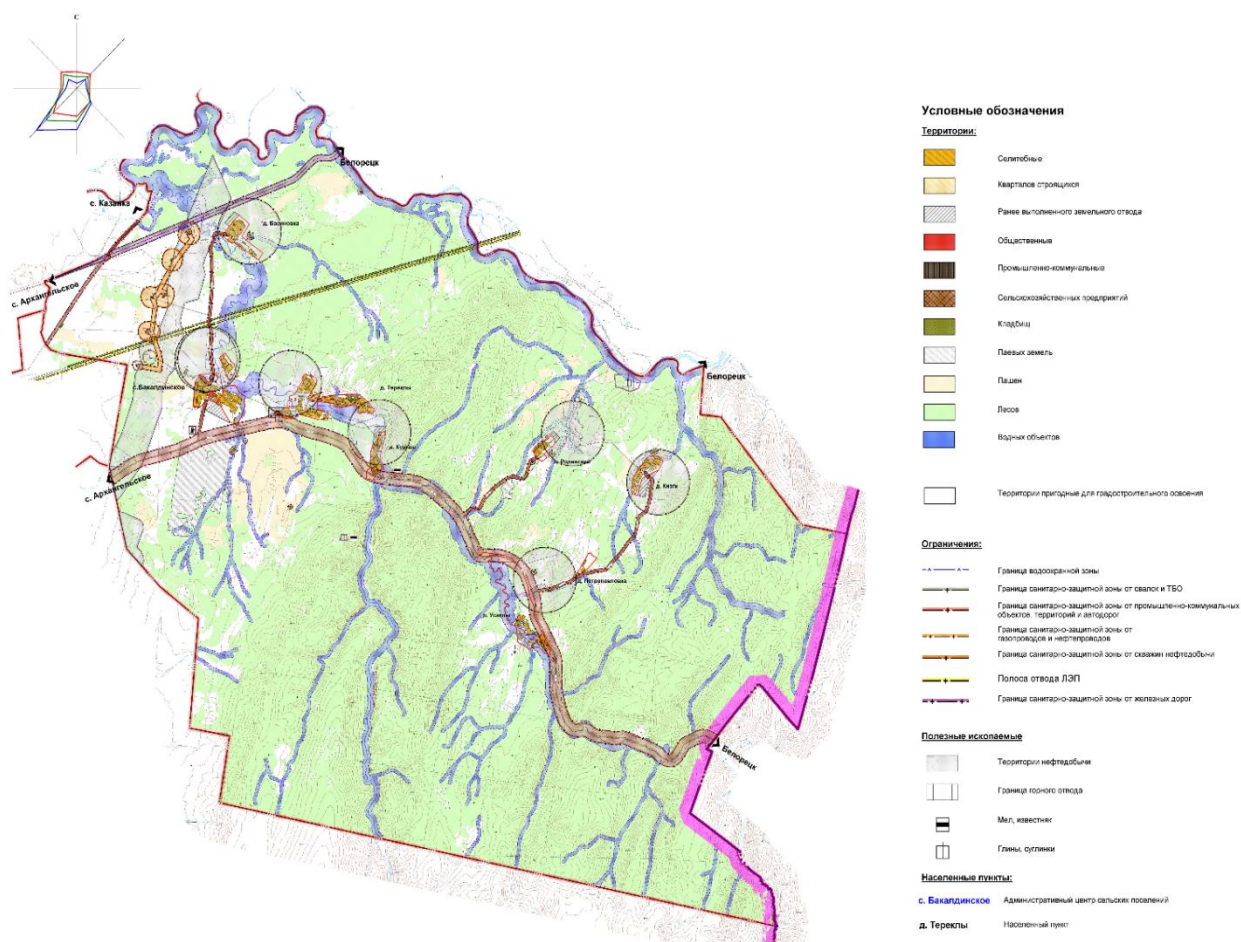 С
Белорецк
с. Казанка
д. Валентиновка
с. Архангельское
с.Бакалдинское
д. Тереклы
Белорецк
д. Кизги
с. Архангельское
д. Петропавловка
д. Усаклы
Белорецк
Условные обозначения
Территории:
Селитебные
Кварталов строящихся
Ранее выполненного земельного отвода
Общественные
Промышленно-коммунальные
Сельскохозяйственных предприятий
Кладбищ
Паевых земель
Пашен
Лесов
Водных объектов
Территории пригодные для градостроительного освоения
Ограничения:
Граница водоохранной зоны
Граница санитарно-защитной зоны от свалок и ТБО
Граница санитарно-защитной зоны от промышленно-коммунальных
объектов, территорий и автодорог
Граница санитарно-защитной зоны от
газопроводов и нефтепроводов
Граница санитарно-защитной зоны от скважин нефтедобычи
Полоса отвода ЛЭП
Граница санитарно-защитной зоны от железных дорог
Полезные ископаемые
Территории нефтедобычи
Граница горного отвода
Мел, известняк
Глины, суглинки
Населенные пункты:
с. Бакалдинское Административный центр сельских поселений
д. Тереклы Населенный пункт